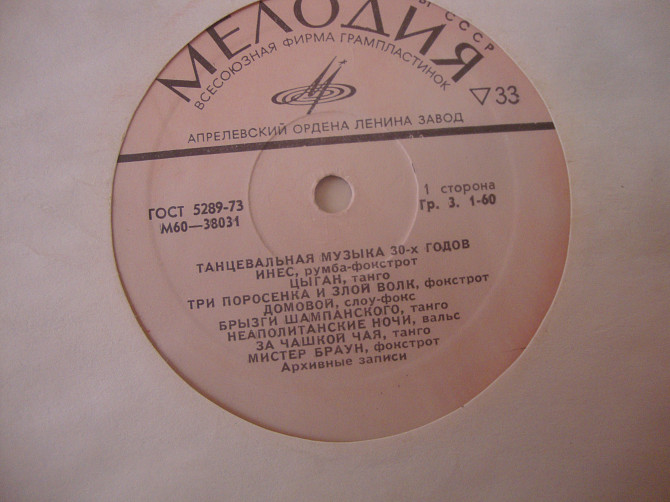 СССР
МЕЛОДИЯ
ВСЕСОЮЗНАЯ ФИРМА ГРАМПЛАСТИНОК
▽33
АПРЕЛЕВСКИЙ ОРДЕНА ЛЕНИНА ЗАВОД
ГОСТ 5289-73
М60—38031
1 сторона
Гр. 3. 1-60
ТАНЦЕВАЛЬНАЯ МУЗЫКА 30-х ГОДОВ
ИНЕС, румба-фокстрот
ЦЫГАН, танго
ТРИ ПОРОСЕНКА И ЗЛОЙ ВОЛК, фокстрот
ДОМОВОЙ, слоу-фокс
БРЫЗГИ ШАМПАНСКОГО, танго
НЕАПОЛИТАНСКИЕ НОЧИ, вальс
ЗА ЧАШКОЙ ЧАЯ, танго
МИСТЕР БРАУН, фокстрот
Архивные записи